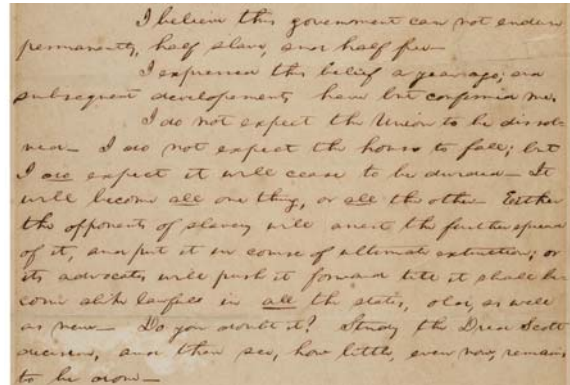 I believe this government can not endure
permanently, half slave, and half free—
I expressed this belief a year ago; and
subsequent developments have but confirmed me.
I do not expect the Union to be dissol-
ved— I do not expect the house to fall; but
I do expect it will cease to be divided— It
will become all one thing, or all the other— Either
the opponents of slavery will arrest the further spread
of it, and put it in course of ultimate extinction; or
its advocates will push it forward till it shall be-
come alike lawful in all the states, old, as well
as new— Do you doubt it? Study the Dred Scott
decision, and then see, how little, even now, remains
to be done—